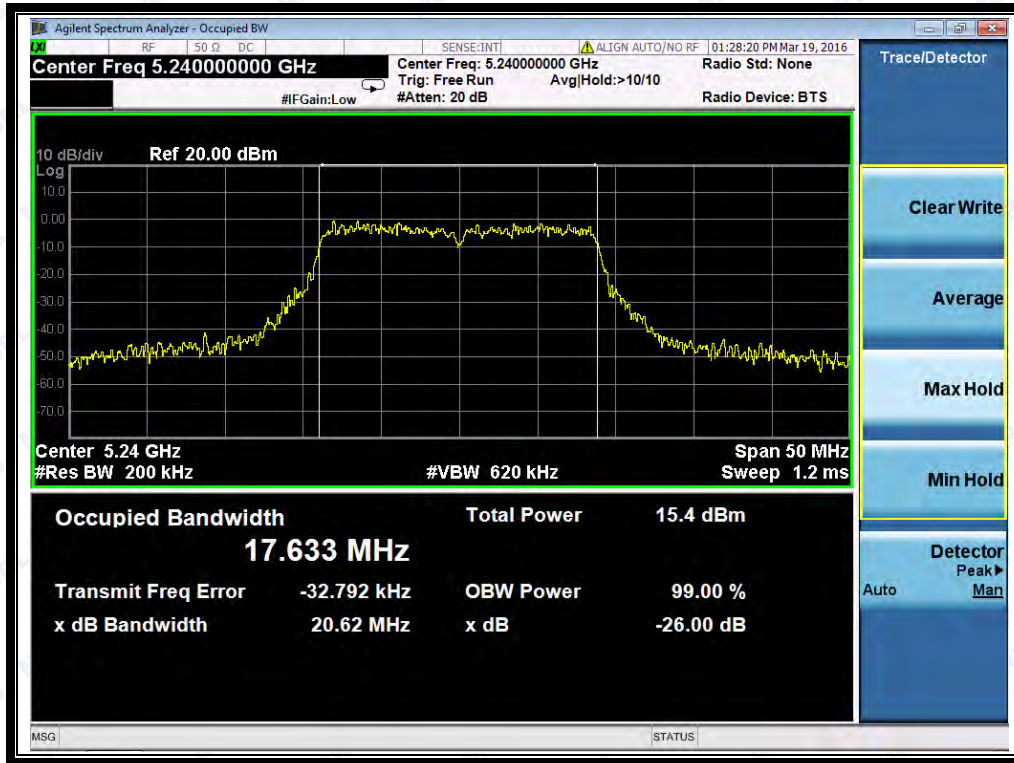 Agilent Spectrum Analyzer - Occupied BW
LXI RF 50 Ω DC SENSE:INT ALIGN AUTO/NO RF 01:28:20 PM Mar 19, 2016
Center Freq 5.240000000 GHz
Center Freq: 5.240000000 GHz
Radio Std: None
Trig: Free Run Avg|Hold:>10/10
#IFGain:Low
#Atten: 20 dB
Radio Device: BTS
10 dB/div Ref 20.00 dBm
Log
10.0
0.00
-10.0
-20.0
-30.0
-40.0
-50.0
-60.0
-70.0
Center 5.24 GHz Span 50 MHz
#Res BW 200 kHz #VBW 620 kHz Sweep 1.2 ms
Occupied Bandwidth Total Power 15.4 dBm
17.633 MHz
Transmit Freq Error -32.792 kHz OBW Power 99.00 %
x dB Bandwidth 20.62 MHz x dB -26.00 dB
MSG STATUS
Trace/Detector
Clear Write
Average
Max Hold
Min Hold
Detector
Peak▶
Auto Man